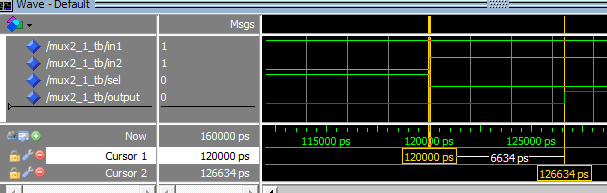 Wave - Default
Msgs
/mux2_1_tb/in1 1
/mux2_1_tb/in2 1
/mux2_1_tb/sel 0
/mux2_1_tb/output 0
Now 160000 ps 115000 ps 120000 ps 125000 ps
Cursor 1 120000 ps 120000 ps 6634 ps
Cursor 2 126634 ps 126634 ps